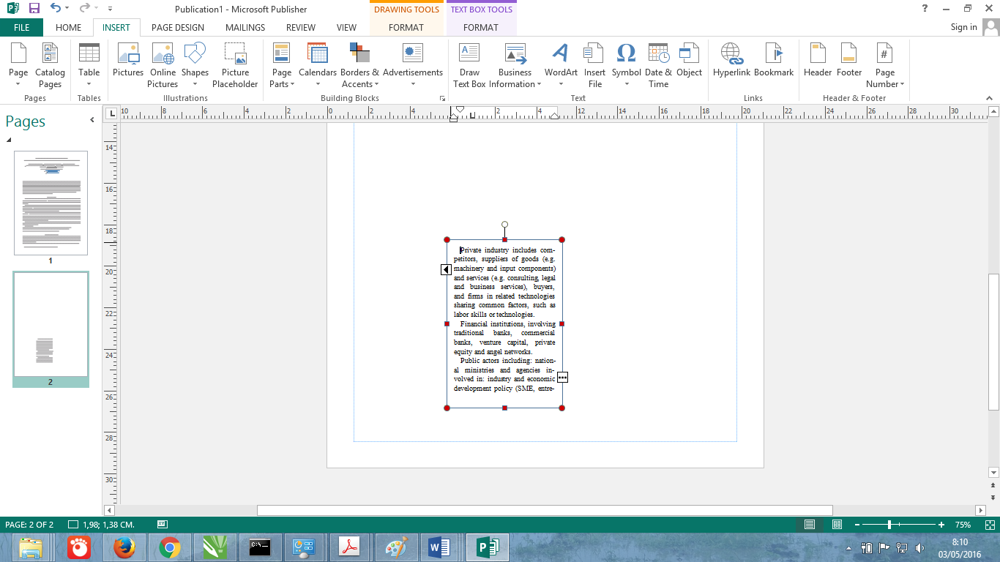 Publication1 - Microsoft Publisher
DRAWING TOOLS
TEXT BOX TOOLS
?
FILE
HOME
INSERT
PAGE DESIGN
MAILINGS
REVIEW
VIEW
FORMAT
FORMAT
Sign in
Page
Catalog Pages
Table
Pictures
Online Pictures
Shapes
Picture Placeholder
Page Parts
Calendars
Borders & Accents
Advertisements
Draw Text Box
Business Information
WordArt
Insert File
Symbol
Date & Time
Object
Hyperlink
Bookmark
Header
Footer
Page Number
Pages
Tables
Illustrations
Building Blocks
Text
Links
Header & Footer
10 8 6 4 2 0 2 4 2 4 12 14 16 18 20 22 24 26 28 30
Pages
1
2
14
16
18
20
22
24
26
28
30
Private industry includes com-
petitors, suppliers of goods (e.g.
machinery and input components)
and services (e.g. consulting, legal
and business services), buyers,
and firms in related technologies
sharing common factors, such as
labor skills or technologies.
Financial institutions, involving
traditional banks, commercial
banks, venture capital, private
equity and angel networks.
Public actors including: nation-
al ministries and agencies in-
volved in: industry and economic
development policy (SME, entre-
PAGE: 2 OF 2
1,98; 1,38 CM.
75%
8:10
03/05/2016